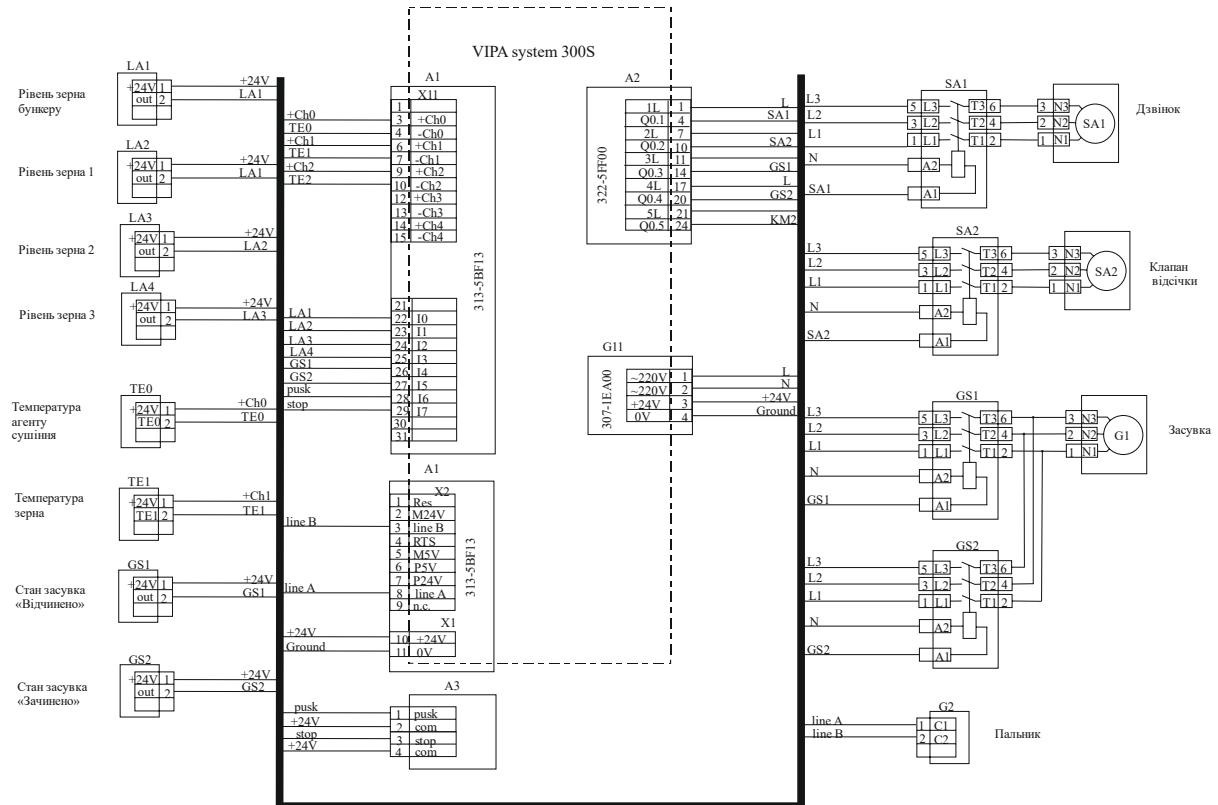 VIPA system 300S
Рівень зерна
бункеру
LA1
+24V 1
out 2
+24V
LA1
Рівень зерна 1
LA2
+24V 1
out 2
+24V
LA1
Рівень зерна 2
LA3
+24V 1
out 2
+24V
LA2
Рівень зерна 3
LA4
+24V 1
out 2
+24V
LA3
Температура
агенту
сушіння
TE0
+24V 1
TE0 2
+Ch0
TE0
Температура
зерна
TE1
+24V 1
TE1 2
+Ch1
TE1
Стан засувка
«Відчинено»
GS1
+24V 1
out 2
+24V
GS1
Стан засувка
«Зачинено»
GS2
+24V 1
out 2
+24V
GS2
A1
X11
1
+Ch0 3 +Ch0
TE0 4 -Ch0
+Ch1 6 +Ch1
TE1 7 -Ch1
+Ch2 9 +Ch2
TE2 10 -Ch2
12 +Ch3
13 -Ch3
14 +Ch4
15 -Ch4
313-5BF13
21
LA1 22 I0
LA2 23 I1
LA3 24 I2
LA4 25 I3
GS1 26 I4
GS2 27 I5
pusk 28 I6
stop 29 I7
30
31
A1
X2
1 Res
2 M24V
line B 3 line B
4 RTS
5 M5V
6 P5V
7 P24V
line A 8 line A
9 n.c.
313-5BF13
X1
+24V 10 +24V
Ground 11 0V
A3
pusk 1 pusk
+24V 2 com
stop 3 stop
+24V 4 com
A2
322-5FF00
1L 1 L
Q0.1 4 SA1
2L 7
Q0.2 10 SA2
3L 11
Q0.3 14 GS1
4L 17 L
Q0.4 20 GS2
5L 21
Q0.5 24 KM2
G11
307-1EA00
~220V 1 L
~220V 2 N
+24V 3 +24V
0V 4 Ground
SA1
L3 5 L3 T3 6 3 N3
L2 3 L2 T2 4 2 N2
L1 1 L1 T1 2 1 N1
N A2
SA1 A1
SA1
Дзвінок
SA2
L3 5 L3 T3 6 3 N3
L2 3 L2 T2 4 2 N2
L1 1 L1 T1 2 1 N1
N A2
SA2 A1
SA2
Клапан
відсічки
GS1
L3 5 L3 T3 6 3 N3
L2 3 L2 T2 4 2 N2
L1 1 L1 T1 2 1 N1
N A2
GS1 A1
G1
Засувка
GS2
L3 5 L3 T3 6
L2 3 L2 T2 4
L1 1 L1 T1 2
N A2
GS2 A1
G2
line A 1 C1
line B 2 C2
Пальник